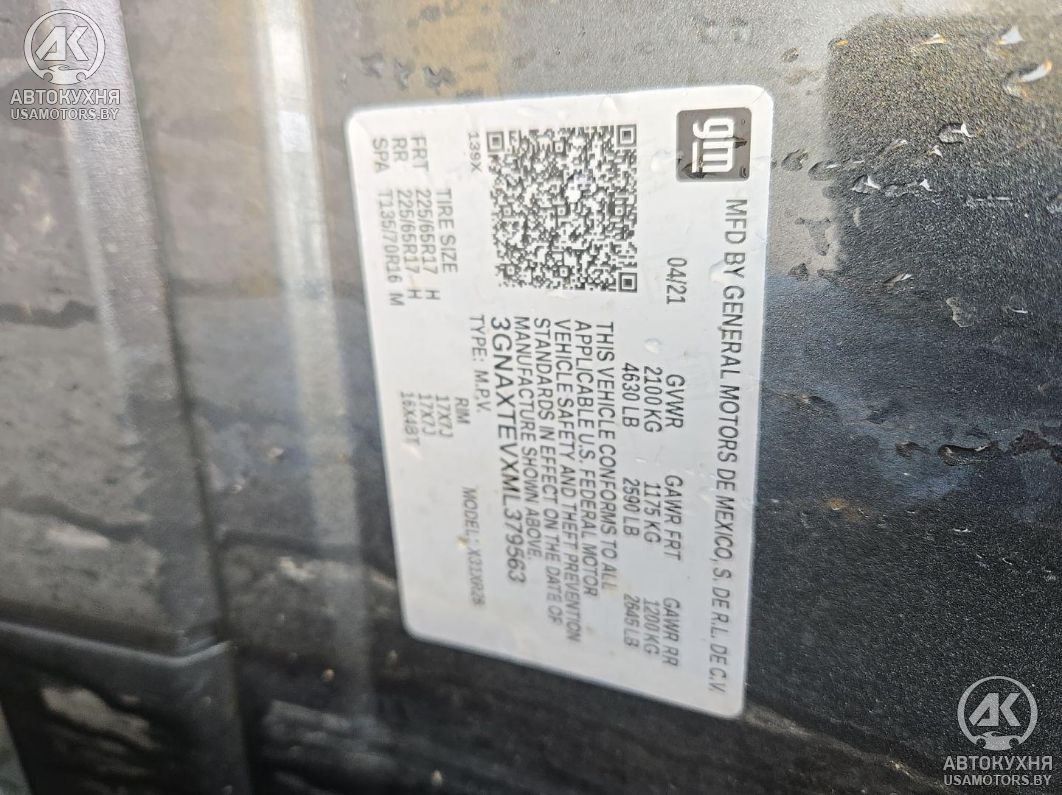 AK
АВТОКУХНЯ
USAMOTORS.BY
gm
MFD BY GENERAL MOTORS DE MEXICO, S. DE R.L. DE C.V.
04/21 GVWR GAWR FRT GAWR RR
2100 KG 1175 KG 1200 KG
4630 LB 2590 LB 2645 LB
THIS VEHICLE CONFORMS TO ALL
APPLICABLE U.S. FEDERAL MOTOR
VEHICLE SAFETY AND THEFT PREVENTION
STANDARDS IN EFFECT ON THE DATE OF
MANUFACTURE SHOWN ABOVE.
3GNAXTEVXML379563
139X TYPE: M.P.V. MODEL: X31XR26
TIRE SIZE RIM
FRT 225/65R17 H 17X7J
RR 225/65R17 H 17X7J
SPA T135/70R16 M 16X4BT
AK
АВТОКУХНЯ
USAMOTORS.BY